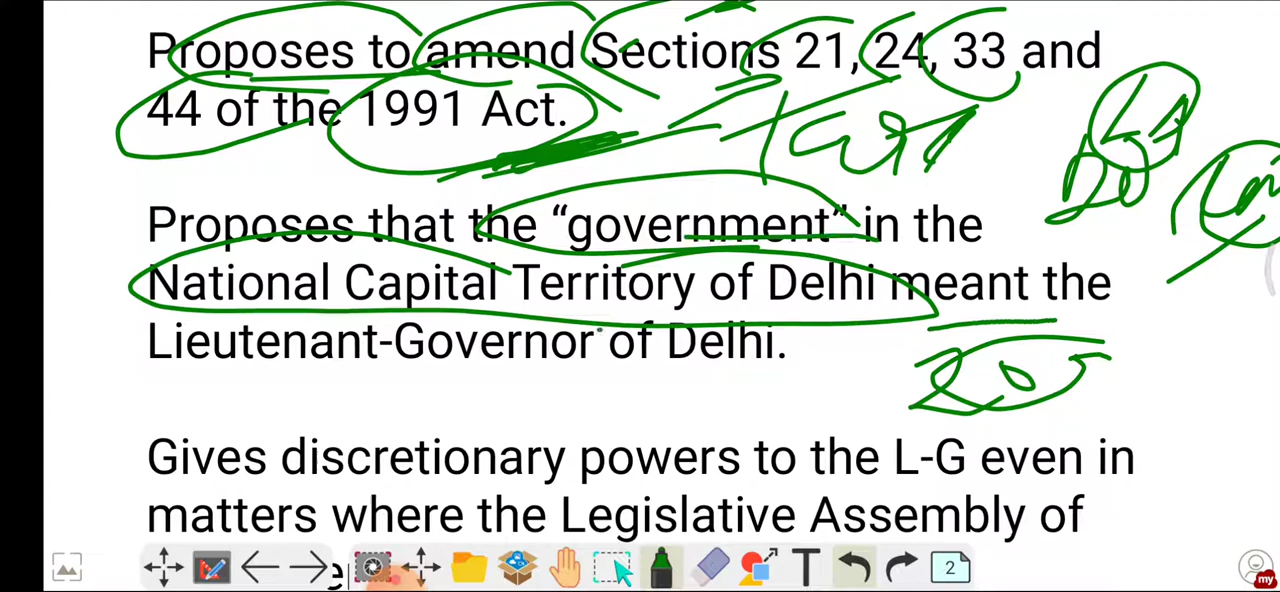 Proposes to amend Sections 21, 24, 33 and
44 of the 1991 Act.
Proposes that the “government” in the
National Capital Territory of Delhi meant the
Lieutenant-Governor of Delhi.
Gives discretionary powers to the L-G even in
matters where the Legislative Assembly of
2
my